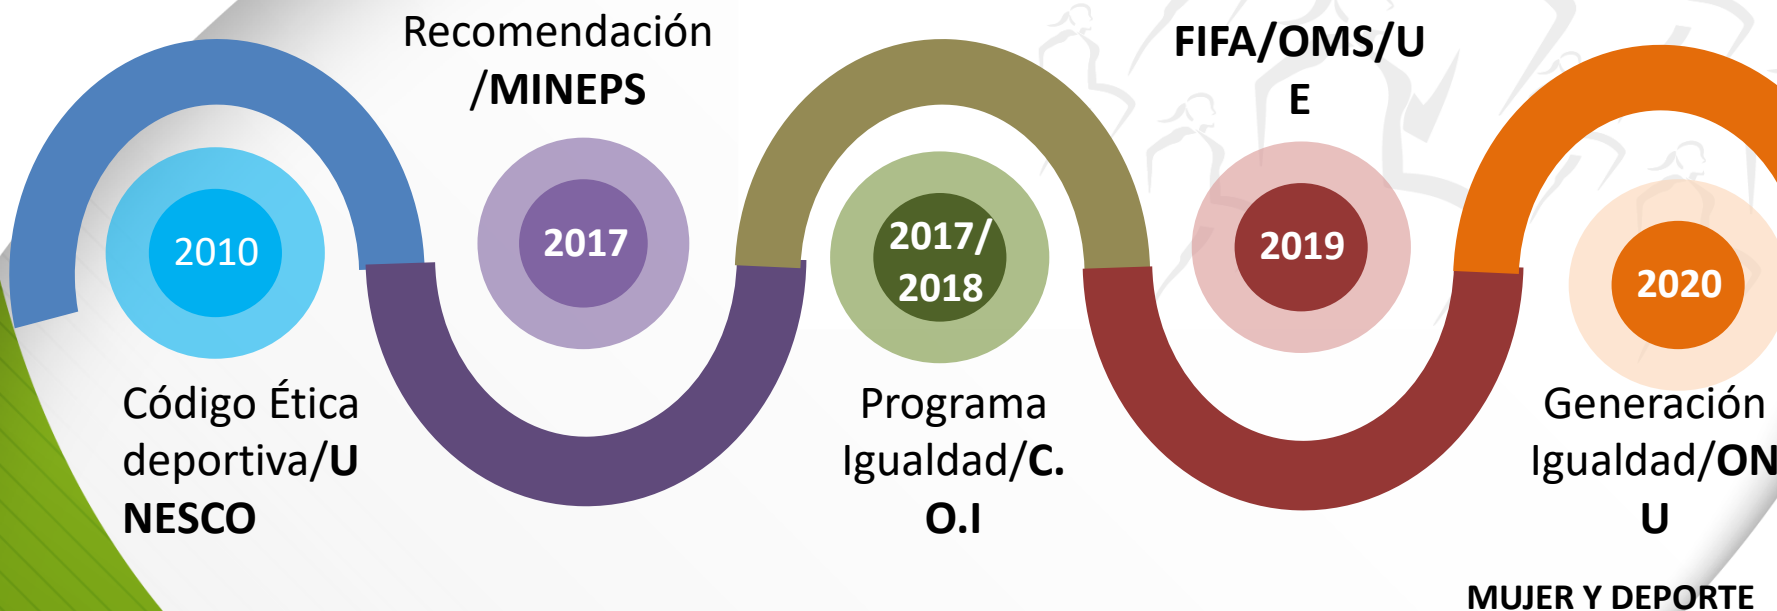 Recomendación
/MINEPS
FIFA/OMS/U
E
2010
2017
2017/
2018
2019
2020
Código Ética
deportiva/U
NESCO
Programa
Igualdad/C.
O.I
Generación
Igualdad/ON
U
MUJER Y DEPORTE